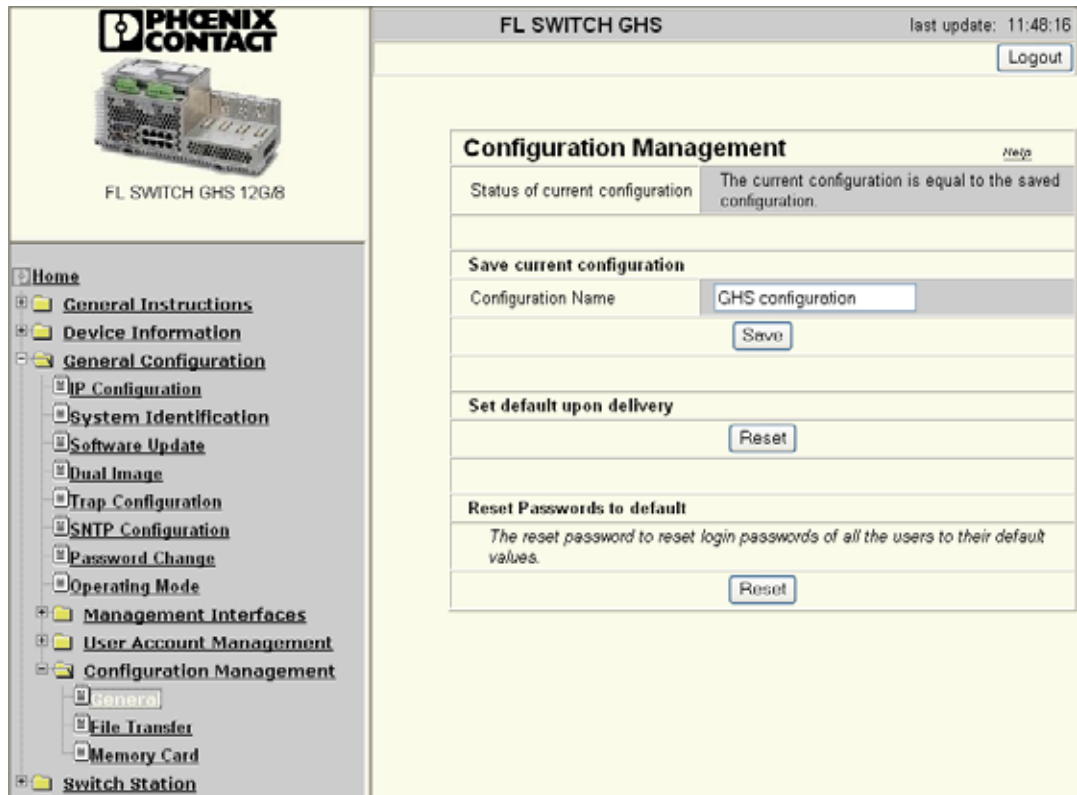 PHŒNIX
CONTACT
FL SWITCH GHS 12G/8
Home
General Instructions
Device Information
General Configuration
IP Configuration
System Identification
Software Update
Dual Image
Trap Configuration
SNTP Configuration
Password Change
Operating Mode
Management Interfaces
User Account Management
Configuration Management
General
File Transfer
Memory Card
Switch Station
FL SWITCH GHS
last update: 11:48:16
Logout
Configuration Management
Help
Status of current configuration
The current configuration is equal to the saved
configuration.
Save current configuration
Configuration Name
GHS configuration
Save
Set default upon delivery
Reset
Reset Passwords to default
The reset password to reset login passwords of all the users to their default
values.
Reset